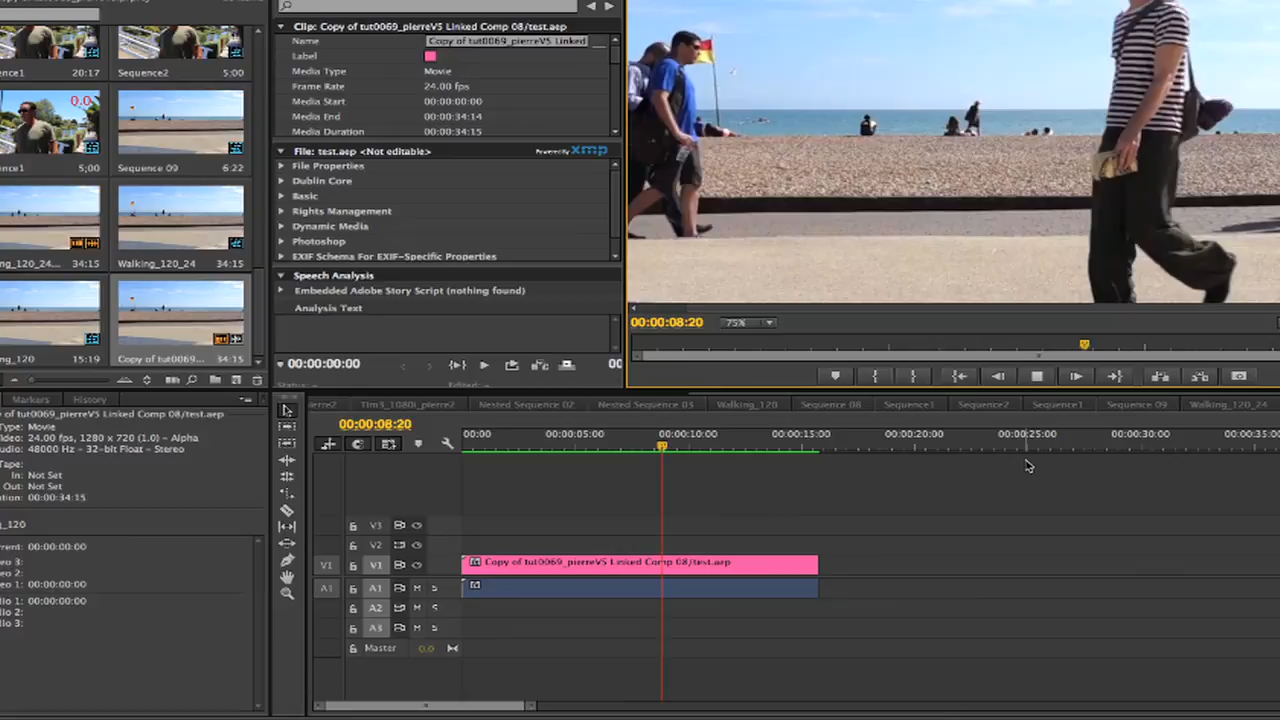 ence1 20:17 Sequence2 5:00
0.0
ence1 5;00 Sequence 09 6:22
ng_120_24... 34:15 Walking_120_24 34:15
ng_120 15:19 Copy of tut0069... 34:15
Clip: Copy of tut0069_pierreV5 Linked Comp 08/test.aep
Name Copy of tut0069_pierreV5 Linked
Label
Media Type Movie
Frame Rate 24.00 fps
Media Start 00:00:00:00
Media End 00:00:34:14
Media Duration 00:00:34:15
File: test.aep <Not editable> Powered By xmp
File Properties
Dublin Core
Basic
Rights Management
Dynamic Media
Photoshop
EXIF Schema For EXIF-Specific Properties
Speech Analysis
Embedded Adobe Story Script (nothing found)
Analysis Text
00:00:00:00 00
00:00:08:20 75%
Markers History
of tut0069_pierreV5 Linked Comp 08/test.aep
Type: Movie
ideo: 24.00 fps, 1280 x 720 (1.0) - Alpha
udio: 48000 Hz - 32-bit Float - Stereo
Tape:
In: Not Set
Out: Not Set
ration: 00:00:34:15
_120
rrent: 00:00:00:00
eo 3:
eo 2:
eo 1: 00:00:00:00
io 1: 00:00:00:00
io 2:
io 3:
Tim3_1080i_pierre2 Nested Sequence 02 Nested Sequence 03 Walking_120 Sequence 08 Sequence1 Sequence2 Sequence1 Sequence 09 Walking_120_24
00:00:08:20
00:00 00:00:05:00 00:00:10:00 00:00:15:00 00:00:20:00 00:00:25:00 00:00:30:00 00:00:35:00
V3
V2
V1 V1 Copy of tut0069_pierreV5 Linked Comp 08/test.aep
A1 A1 M S
A2 M S
A3 M S
Master 0.0